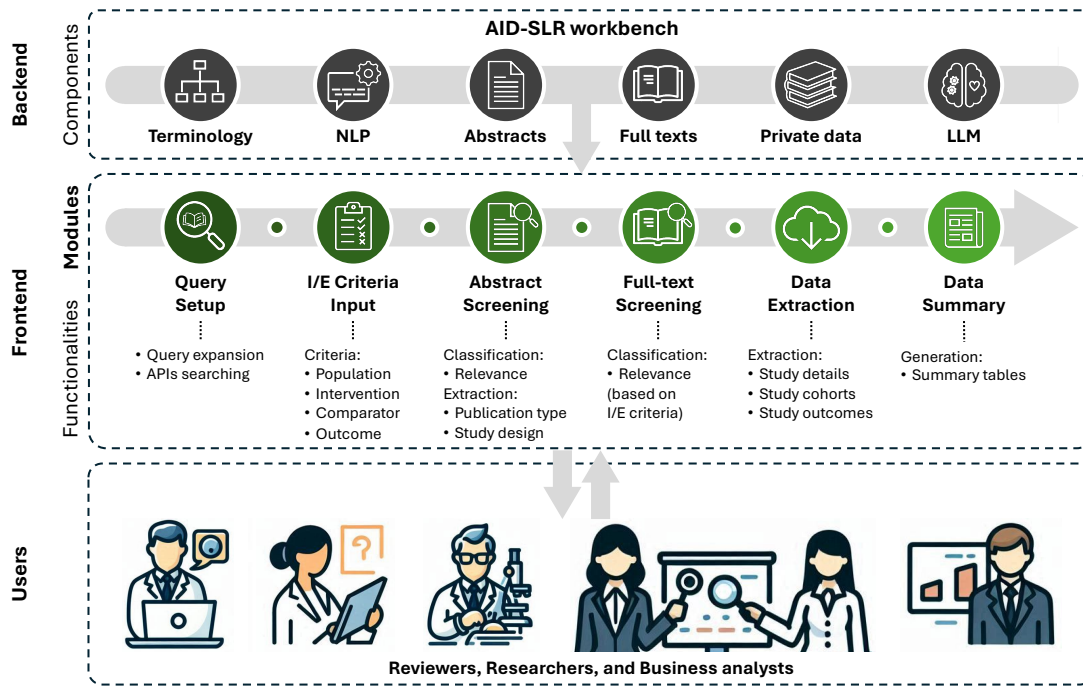 AID-SLR workbench
Backend
Components
Terminology
NLP
Abstracts
Full texts
Private data
LLM
Frontend
Modules
Functionalities
Query
Setup
I/E Criteria
Input
Abstract
Screening
Full-text
Screening
Data
Extraction
Data
Summary
• Query expansion
• APIs searching
Criteria:
• Population
• Intervention
• Comparator
• Outcome
Classification:
• Relevance
Extraction:
• Publication type
• Study design
Classification:
• Relevance
(based on
I/E criteria)
Extraction:
• Study details
• Study cohorts
• Study outcomes
Generation:
• Summary tables
Users
?
Reviewers, Researchers, and Business analysts